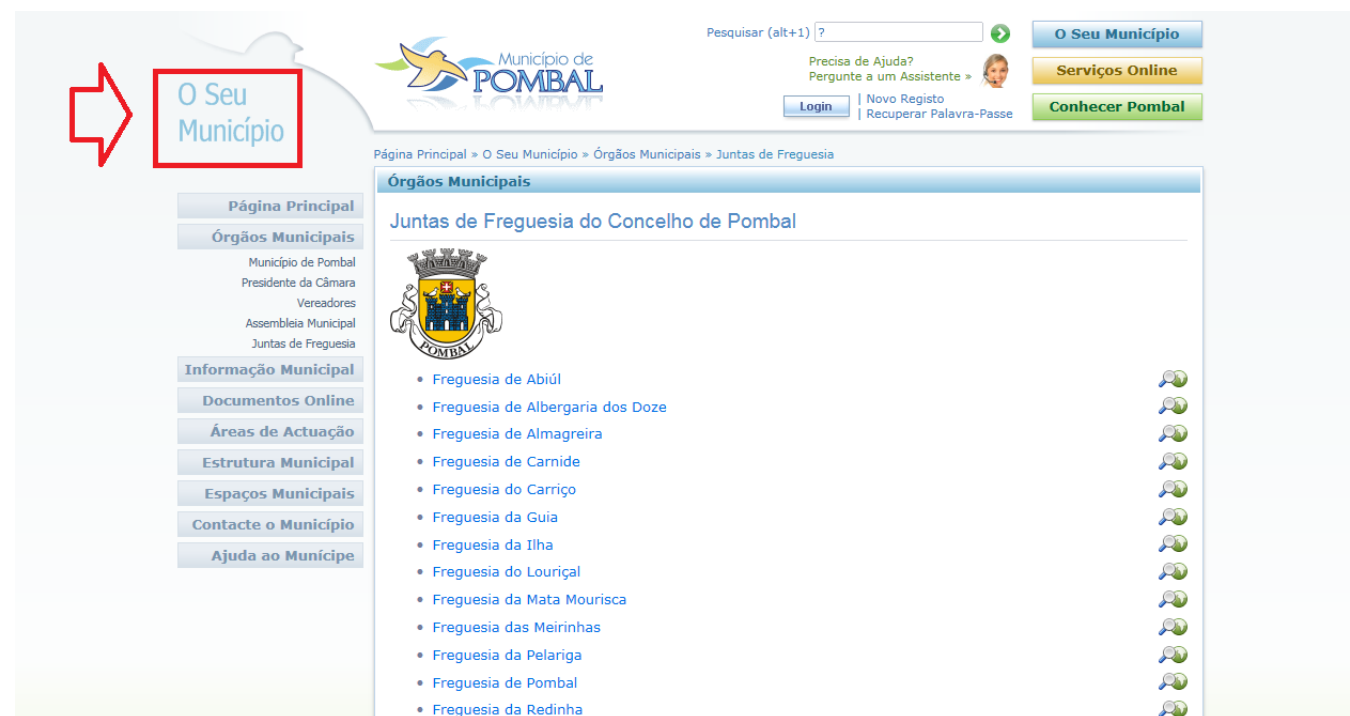 Pesquisar (alt+1) ?
Precisa de Ajuda?
Pergunte a um Assistente »
Login | Novo Registo
| Recuperar Palavra-Passe
O Seu Município
Serviços Online
Conhecer Pombal
Município de
POMBAL
O Seu
Município
Página Principal » O Seu Município » Órgãos Municipais » Juntas de Freguesia
Página Principal
Órgãos Municipais
Município de Pombal
Presidente da Câmara
Vereadores
Assembleia Municipal
Juntas de Freguesia
Informação Municipal
Documentos Online
Áreas de Actuação
Estrutura Municipal
Espaços Municipais
Contacte o Município
Ajuda ao Munícipe
Órgãos Municipais
Juntas de Freguesia do Concelho de Pombal
POMBAL
• Freguesia de Abiúl
• Freguesia de Albergaria dos Doze
• Freguesia de Almagreira
• Freguesia de Carnide
• Freguesia do Carriço
• Freguesia da Guia
• Freguesia da Ilha
• Freguesia do Louriçal
• Freguesia da Mata Mourisca
• Freguesia das Meirinhas
• Freguesia da Pelariga
• Freguesia de Pombal
• Freguesia da Redinha